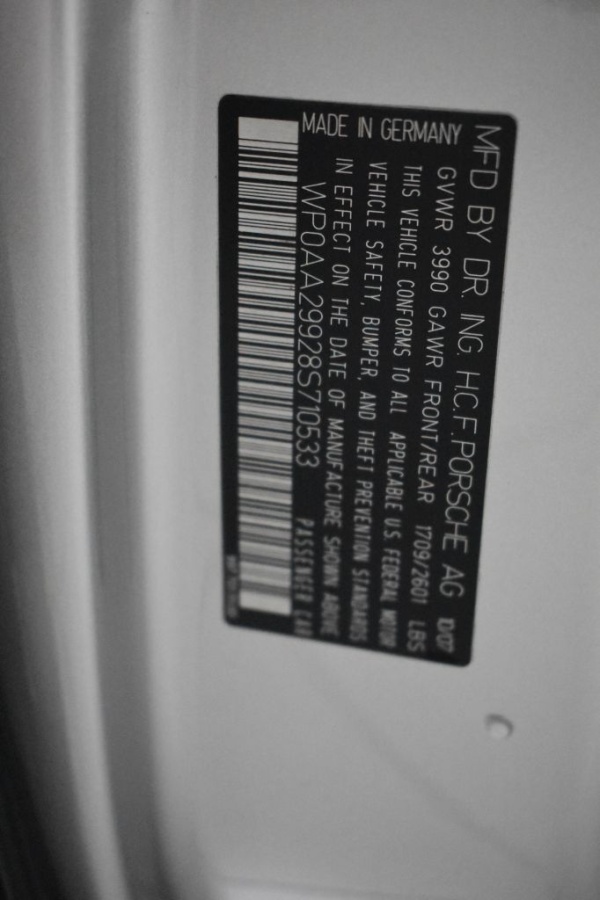 MFD BY DR. ING. H.C.F. PORSCHE AG 10/07
GVWR 3990 GAWR FRONT/REAR 1709/2601 LBS
THIS VEHICLE CONFORMS TO ALL APPLICABLE U.S. FEDERAL MOTOR
VEHICLE SAFETY, BUMPER, AND THEFT PREVENTION STANDARDS
IN EFFECT ON THE DATE OF MANUFACTURE SHOWN ABOVE
MADE IN GERMANY
WP0AA29928S710533 PASSENGER CAR